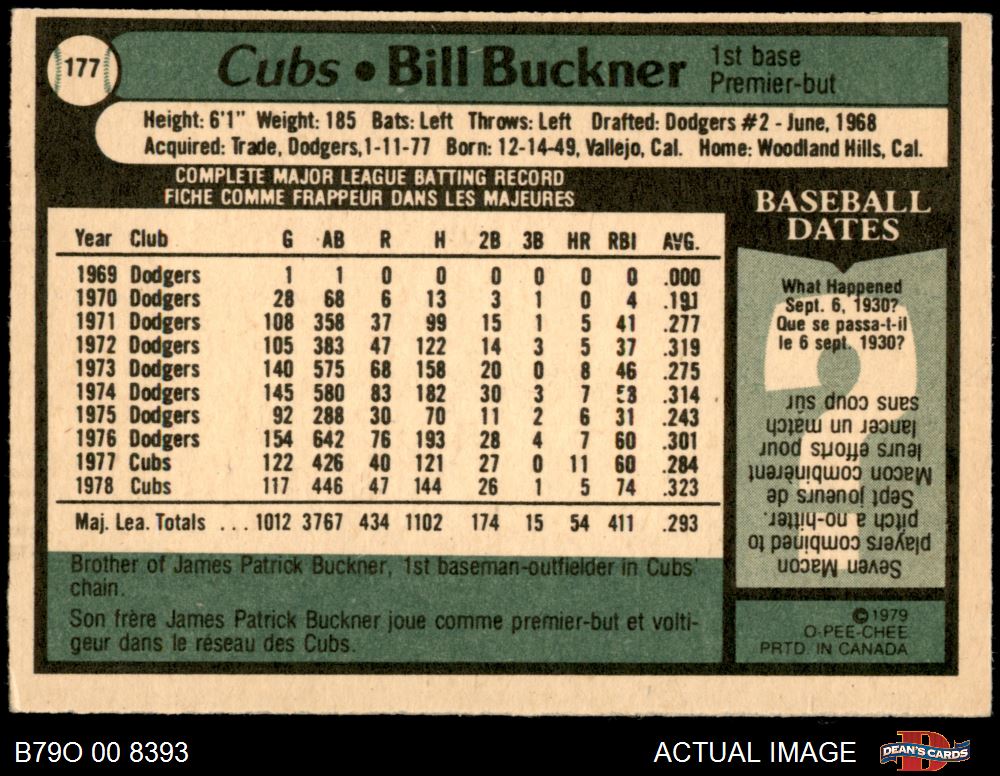 177
Cubs • Bill Buckner
1st base
Premier-but
Height: 6'1" Weight: 185 Bats: Left Throws: Left Drafted: Dodgers #2 - June, 1968
Acquired: Trade, Dodgers,1-11-77 Born: 12-14-49, Vallejo, Cal. Home: Woodland Hills, Cal.
COMPLETE MAJOR LEAGUE BATTING RECORD
FICHE COMME FRAPPEUR DANS LES MAJEURES
Year Club G AB R H 2B 3B HR RBI AVG.
1969 Dodgers 1 1 0 0 0 0 0 0 .000
1970 Dodgers 28 68 6 13 3 1 0 4 .191
1971 Dodgers 108 358 37 99 15 1 5 41 .277
1972 Dodgers 105 383 47 122 14 3 5 37 .319
1973 Dodgers 140 575 68 158 20 0 8 46 .275
1974 Dodgers 145 580 83 182 30 3 7 58 .314
1975 Dodgers 92 288 30 70 11 2 6 31 .243
1976 Dodgers 154 642 76 193 28 4 7 60 .301
1977 Cubs 122 426 40 121 27 0 11 60 .284
1978 Cubs 117 446 47 144 26 1 5 74 .323
Maj. Lea. Totals ... 1012 3767 434 1102 174 15 54 411 .293
Brother of James Patrick Buckner, 1st baseman-outfielder in Cubs'
chain.
Son frère James Patrick Buckner joue comme premier-but et volti-
geur dans le réseau des Cubs.
BASEBALL
DATES
What Happened
Sept. 6, 1930?
Que se passa-t-il
le 6 sept. 1930?
Seven Macon
players combined to
pitch a no-hitter.
Sept joueurs de
Macon combinèrent
leurs efforts pour
lancer un match
sans coup sûr
©1979
O-PEE-CHEE
PRTD. IN CANADA
B79O 00 8393
ACTUAL IMAGE
DEAN'S CARDS